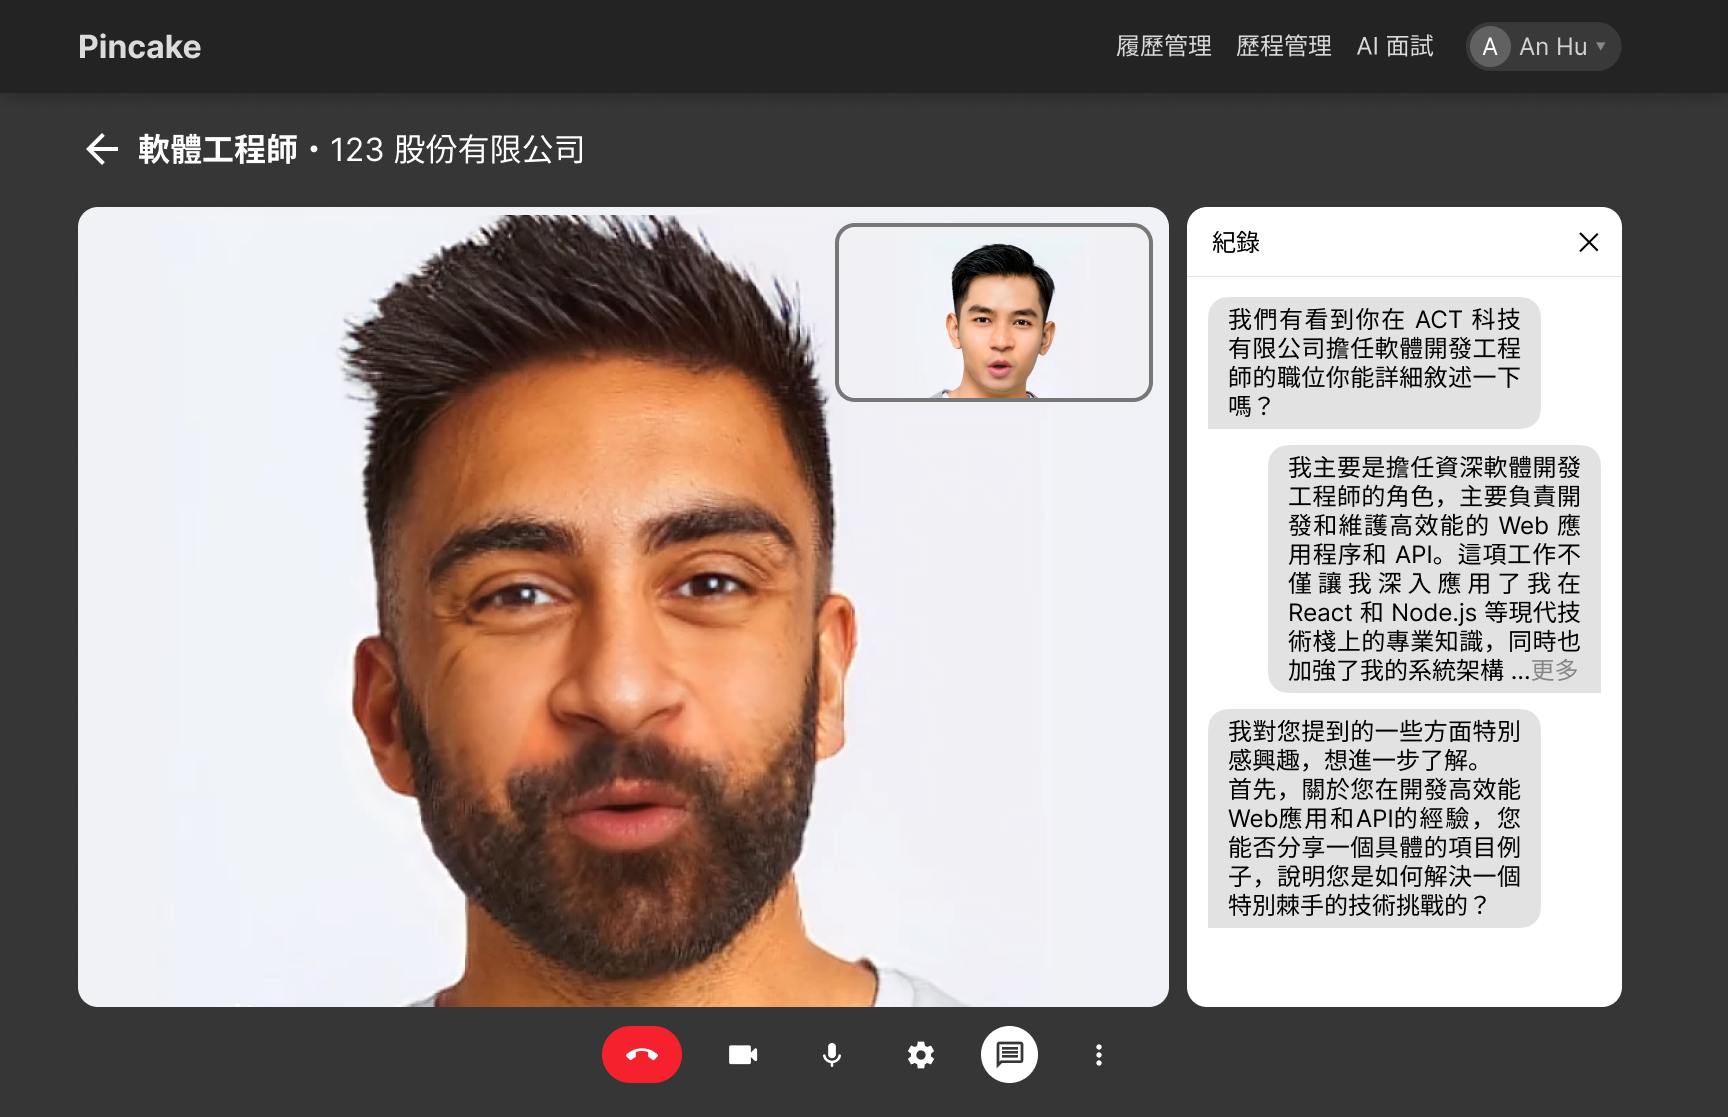 Pincake
履歷管理 歷程管理 AI 面試 A An Hu ▾
軟體工程師・123 股份有限公司
紀錄
我們有看到你在 ACT 科技
有限公司擔任軟體開發工程
師的職位你能詳細敘述一下
嗎？
我主要是擔任資深軟體開發
工程師的角色，主要負責開
發和維護高效能的 Web 應
用程序和 API。這項工作不
僅讓我深入應用了我在
React 和 Node.js 等現代技
術棧上的專業知識，同時也
加強了我的系統架構 ...更多
我對您提到的一些方面特別
感興趣，想進一步了解。
首先，關於您在開發高效能
Web應用和API的經驗，您
能否分享一個具體的項目例
子，說明您是如何解決一個
特別棘手的技術挑戰的？